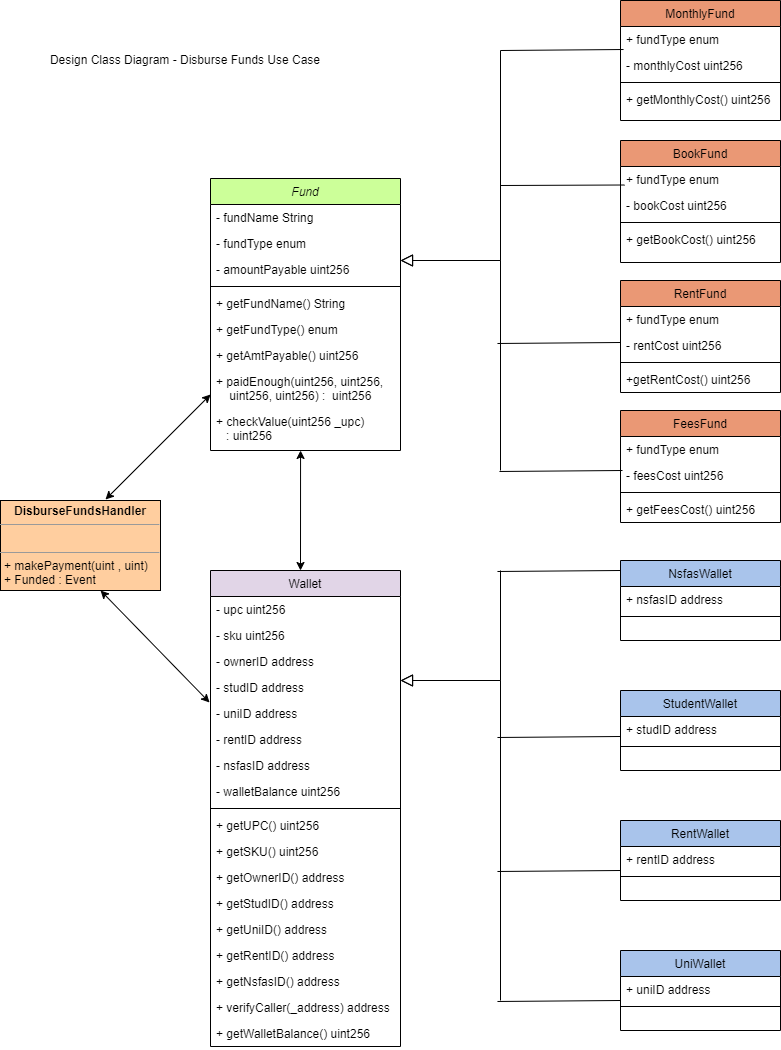 Design Class Diagram - Disburse Funds Use Case
MonthlyFund
+ fundType enum
- monthlyCost uint256
+ getMonthlyCost() uint256
BookFund
+ fundType enum
- bookCost uint256
+ getBookCost() uint256
RentFund
+ fundType enum
- rentCost uint256
+getRentCost() uint256
FeesFund
+ fundType enum
- feesCost uint256
+ getFeesCost() uint256
Fund
- fundName String
- fundType enum
- amountPayable uint256
+ getFundName() String
+ getFundType() enum
+ getAmtPayable() uint256
+ paidEnough(uint256, uint256,
uint256, uint256) : uint256
+ checkValue(uint256 _upc)
: uint256
DisburseFundsHandler
+ makePayment(uint , uint)
+ Funded : Event
Wallet
- upc uint256
- sku uint256
- ownerID address
- studID address
- uniID address
- rentID address
- nsfasID address
- walletBalance uint256
+ getUPC() uint256
+ getSKU() uint256
+ getOwnerID() address
+ getStudID() address
+ getUniID() address
+ getRentID() address
+ getNsfasID() address
+ verifyCaller(_address) address
+ getWalletBalance() uint256
NsfasWallet
+ nsfasID address
StudentWallet
+ studID address
RentWallet
+ rentID address
UniWallet
+ uniID address